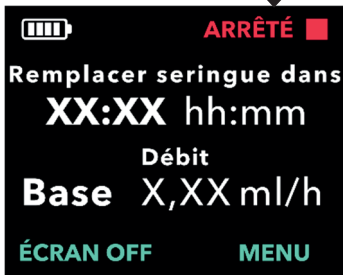 ARRÊTÉ
Remplacer seringue dans
XX:XX hh:mm
Débit
Base X,XX ml/h
ÉCRAN OFF MENU